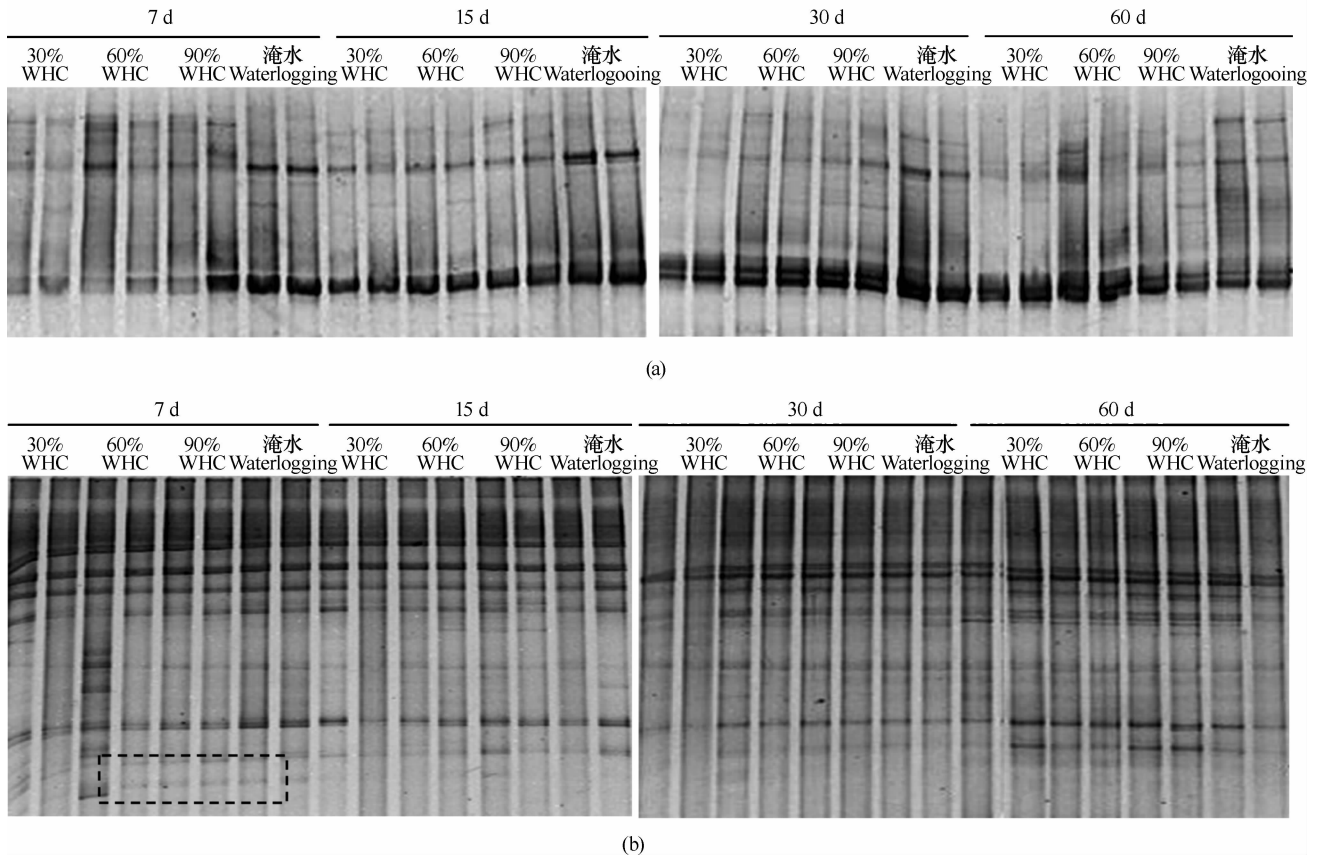 7 d 15 d 30 d 60 d
30% 60% 90% 淹水 30% 60% 90% 淹水 30% 60% 90% 淹水 30% 60% 90% 淹水
WHC WHC WHC Waterlogging WHC WHC WHC Waterlogooing WHC WHC WHC Waterlogging WHC WHC WHC Waterlogooing
(a)
7 d 15 d 30 d 60 d
30% 60% 90% 淹水 30% 60% 90% 淹水 30% 60% 90% 淹水 30% 60% 90% 淹水
WHC WHC WHC Waterlogging WHC WHC WHC Waterlogging WHC WHC WHC Waterlogging WHC WHC WHC Waterlogging
(b)